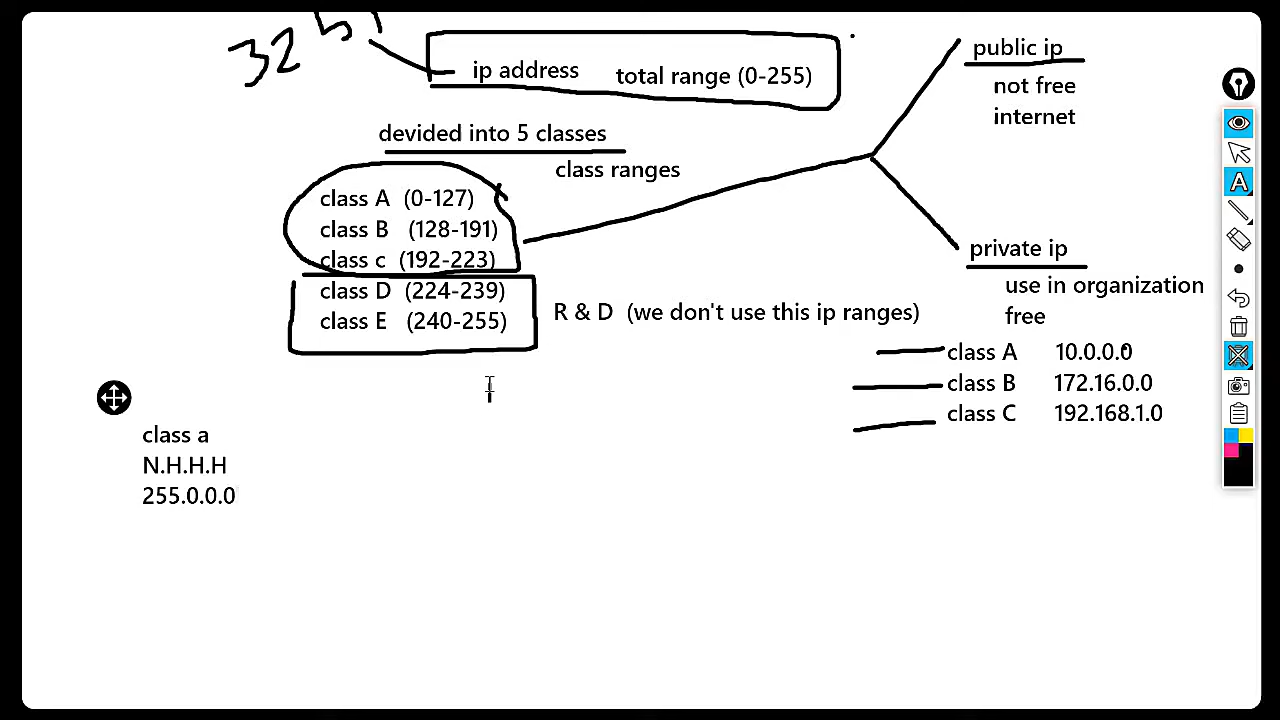 32 bit
ip address total range (0-255)
devided into 5 classes
class ranges
class A (0-127)
class B (128-191)
class c (192-223)
class D (224-239)
class E (240-255)
R & D (we don't use this ip ranges)
public ip
not free
internet
private ip
use in organization
free
class A 10.0.0.0
class B 172.16.0.0
class C 192.168.1.0
class a
N.H.H.H
255.0.0.0
A